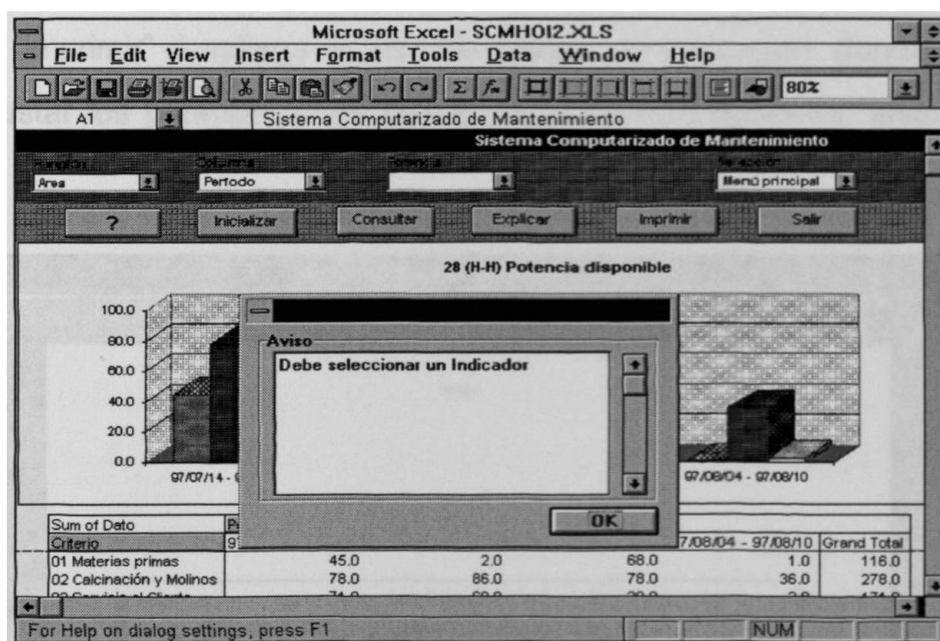 Microsoft Excel - SCMHOI2.XLS
File Edit View Insert Format Tools Data Window Help
80%
A1 Sistema Computarizado de Mantenimiento
Sistema Computarizado de Mantenimiento
Columna Selección
Area Período Menú principal
? Inicializar Consultar Explicar Imprimir Salir
28 (H-H) Potencia disponible
100.0
80.0
60.0
40.0
20.0
0.0
97/07/14 - 97/08/04 - 97/08/10
Aviso
Debe seleccionar un Indicador
OK
Sum of Dato
Criterio 7/08/04 - 97/08/10 Grand Total
01 Materias primas 45.0 2.0 68.0 1.0 116.0
02 Calcinación y Molinos 78.0 86.0 78.0 36.0 278.0
For Help on dialog settings, press F1 NUM